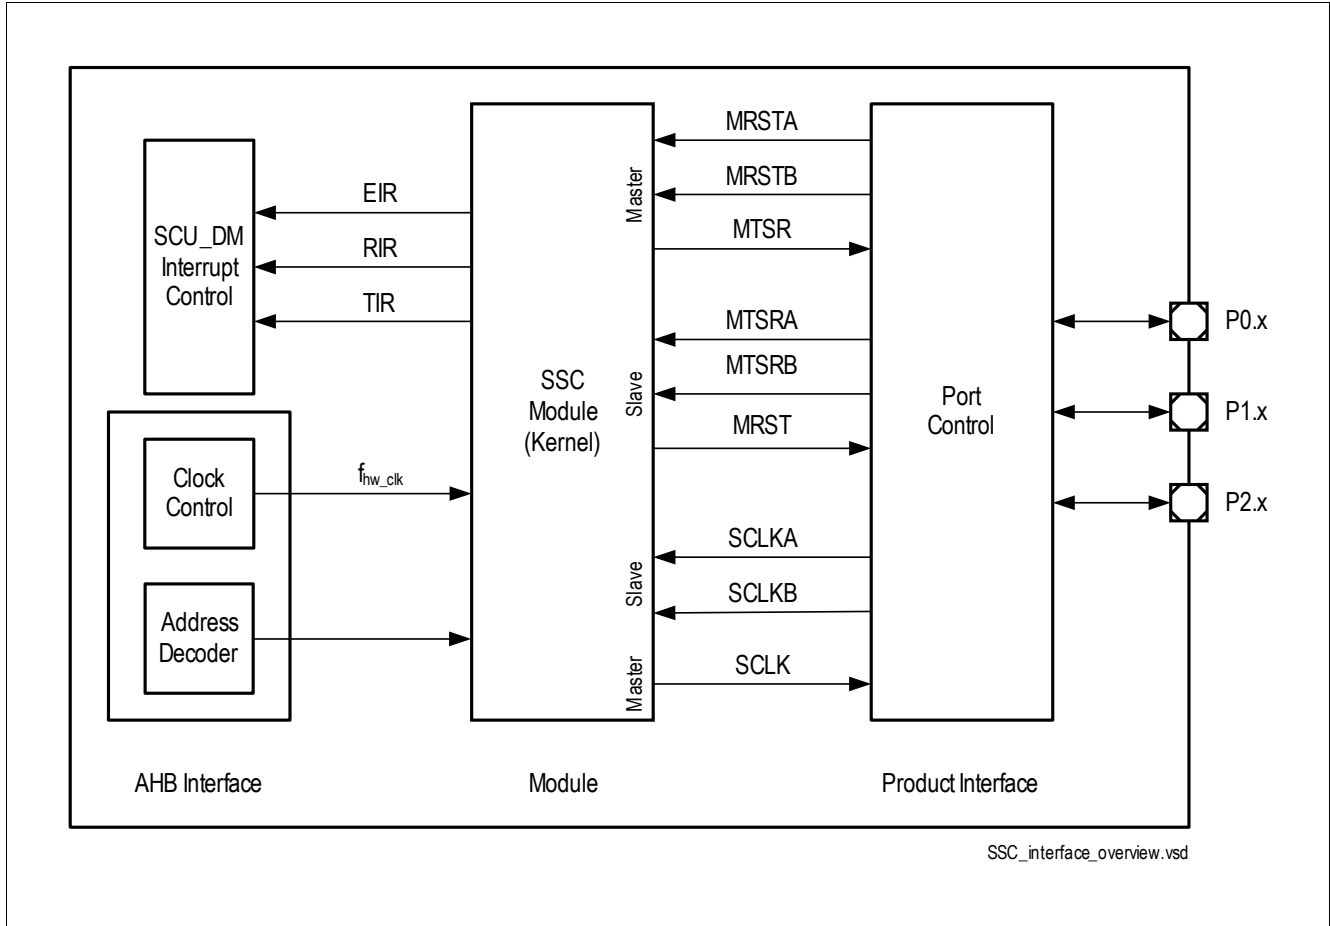 SCU_DM
Interrupt
Control
EIR
RIR
TIR
Clock
Control
fhw_clk
Address
Decoder
AHB Interface
SSC
Module
(Kernel)
Master
Slave
Slave
Master
Module
MRSTA
MRSTB
MTSR
MTSRA
MTSRB
MRST
SCLKA
SCLKB
SCLK
Port
Control
Product Interface
P0.x
P1.x
P2.x
SSC_interface_overview.vsd